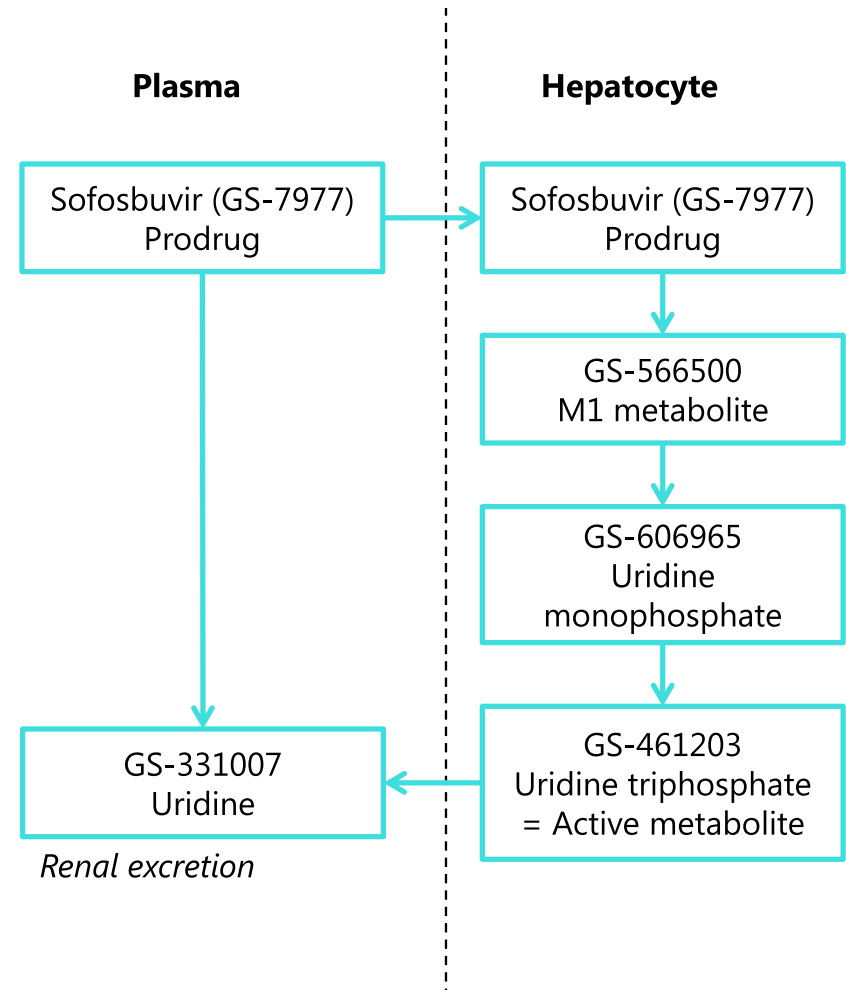 Plasma
Hepatocyte
Sofosbuvir (GS-7977)
Prodrug
Sofosbuvir (GS-7977)
Prodrug
GS-566500
M1 metabolite
GS-606965
Uridine
monophosphate
GS-461203
Uridine triphosphate
= Active metabolite
GS-331007
Uridine
Renal excretion